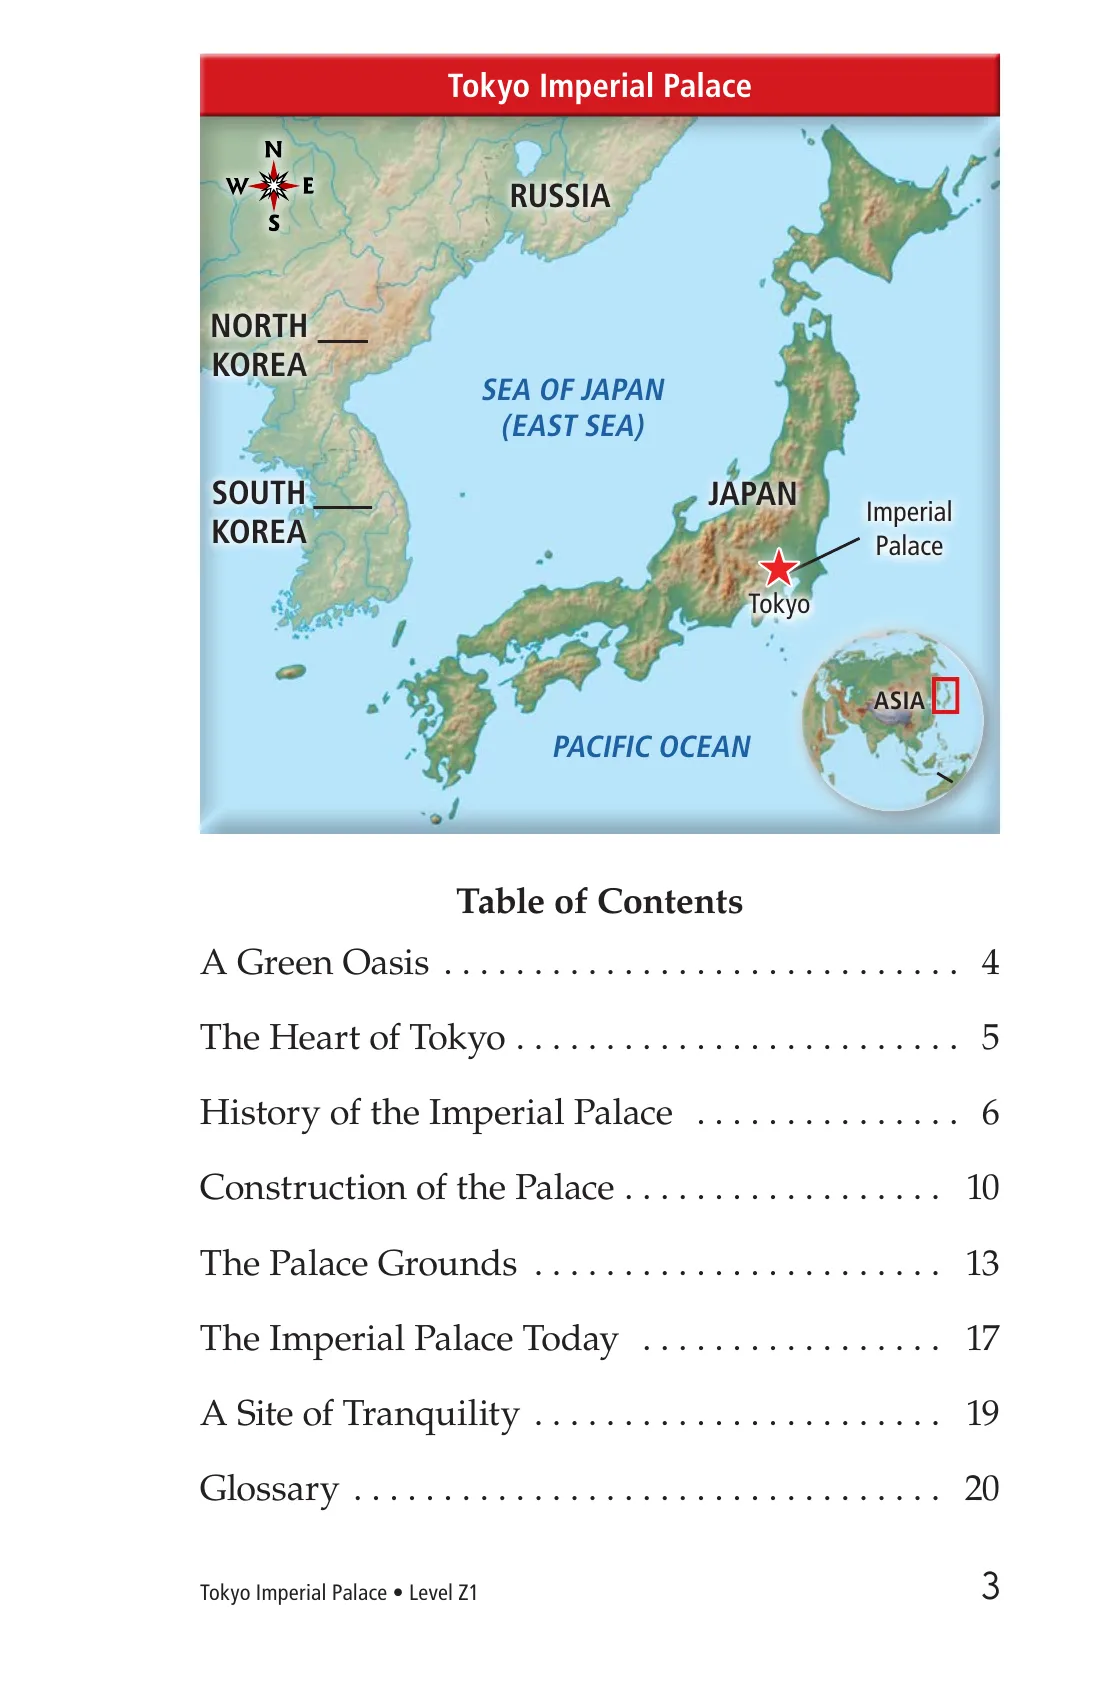 Tokyo Imperial Palace
N
W E
S
RUSSIA
NORTH
KOREA
SEA OF JAPAN
(EAST SEA)
SOUTH
KOREA
JAPAN
Imperial
Palace
Tokyo
ASIA
PACIFIC OCEAN
Table of Contents
A Green Oasis . . . . . . . . . . . . . . . . . . . . . . . . . . . . . 4
The Heart of Tokyo . . . . . . . . . . . . . . . . . . . . . . . . . 5
History of the Imperial Palace . . . . . . . . . . . . . . . 6
Construction of the Palace . . . . . . . . . . . . . . . . . . 10
The Palace Grounds . . . . . . . . . . . . . . . . . . . . . . . 13
The Imperial Palace Today . . . . . . . . . . . . . . . . . 17
A Site of Tranquility . . . . . . . . . . . . . . . . . . . . . . . 19
Glossary . . . . . . . . . . . . . . . . . . . . . . . . . . . . . . . . . 20
Tokyo Imperial Palace • Level Z1
3